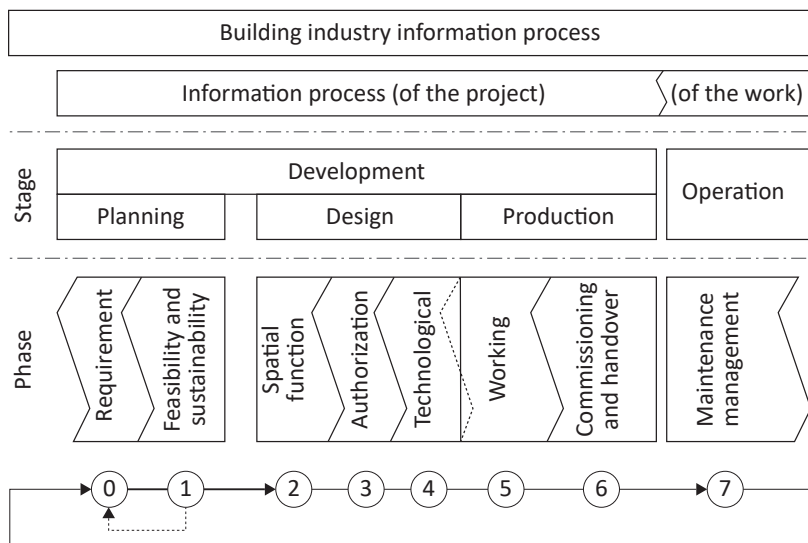 Building industry information process
Information process (of the project)
(of the work)
Stage
Development
Operation
Planning
Design
Production
Phase
Requirement
Feasibility and
sustainability
Spatial
function
Authorization
Technological
Working
Commissioning
and handover
Maintenance
management
0
1
2
3
4
5
6
7